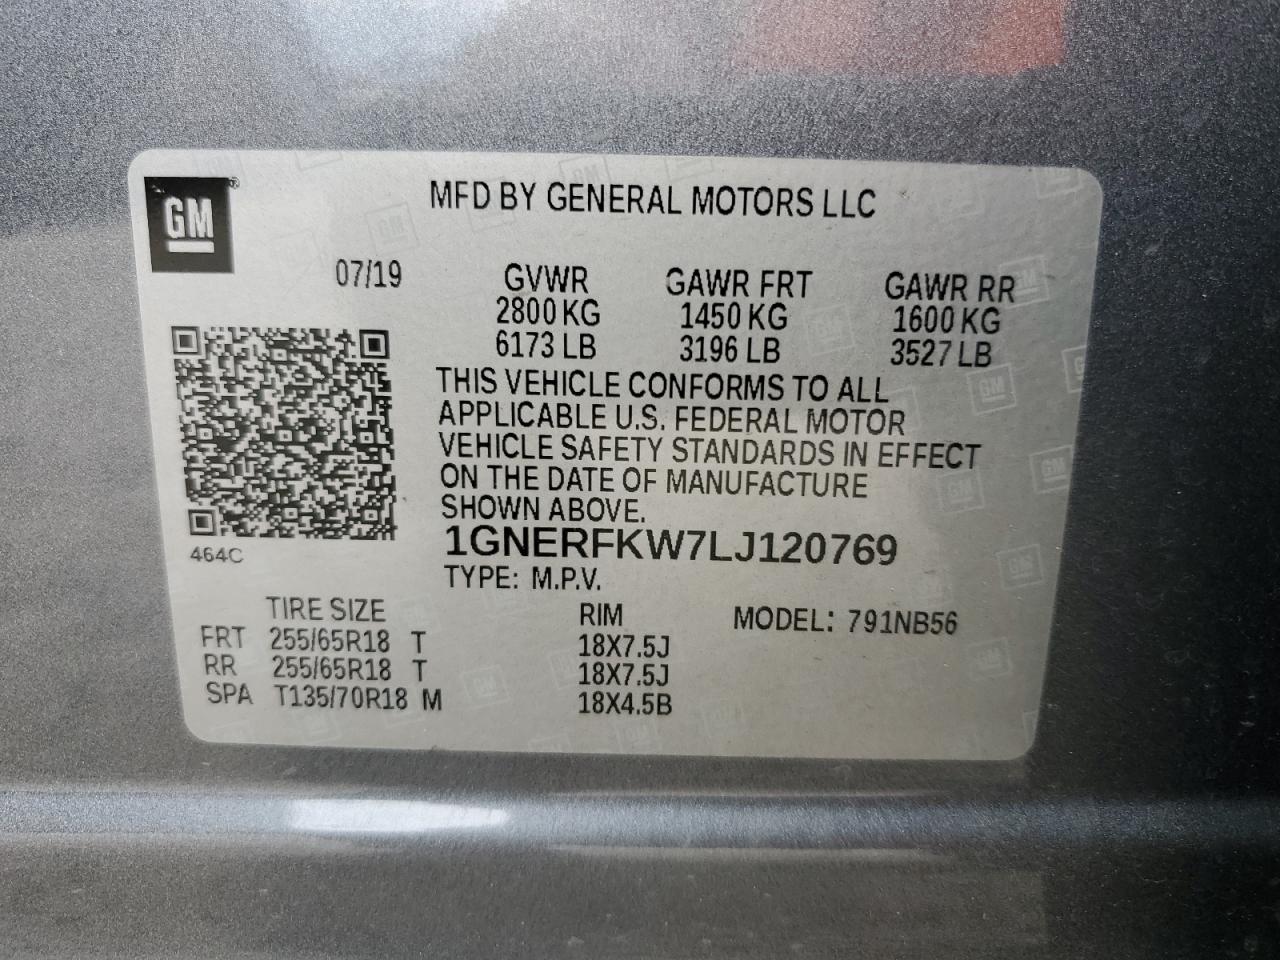 GM
MFD BY GENERAL MOTORS LLC
07/19
GVWR GAWR FRT GAWR RR
2800 KG 1450 KG 1600 KG
6173 LB 3196 LB 3527 LB
THIS VEHICLE CONFORMS TO ALL
APPLICABLE U.S. FEDERAL MOTOR
VEHICLE SAFETY STANDARDS IN EFFECT
ON THE DATE OF MANUFACTURE
SHOWN ABOVE.
464C
1GNERFKW7LJ120769
TYPE: M.P.V.
TIRE SIZE RIM MODEL: 791NB56
FRT 255/65R18 T 18X7.5J
RR 255/65R18 T 18X7.5J
SPA T135/70R18 M 18X4.5B